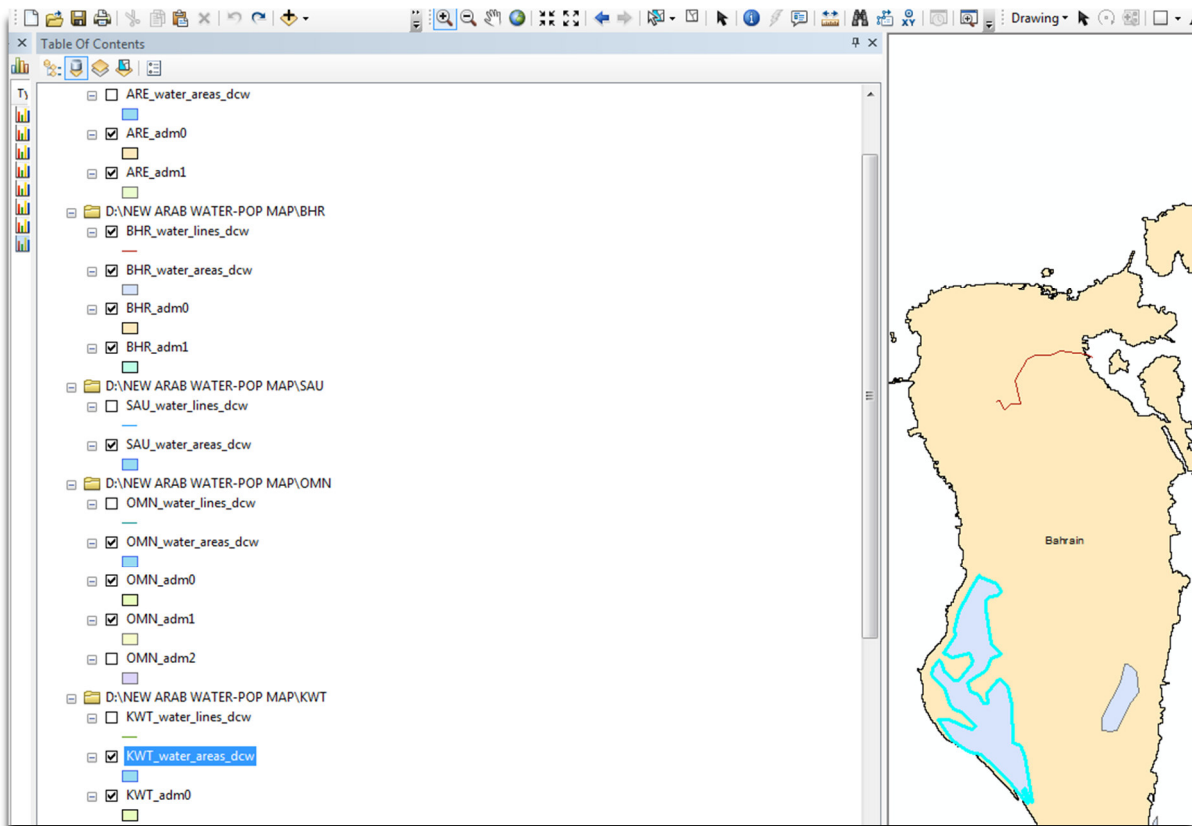 Drawing
Table Of Contents
ARE_water_areas_dcw
ARE_adm0
ARE_adm1
D:\NEW ARAB WATER-POP MAP\BHR
BHR_water_lines_dcw
BHR_water_areas_dcw
BHR_adm0
BHR_adm1
D:\NEW ARAB WATER-POP MAP\SAU
SAU_water_lines_dcw
SAU_water_areas_dcw
D:\NEW ARAB WATER-POP MAP\OMN
OMN_water_lines_dcw
OMN_water_areas_dcw
OMN_adm0
OMN_adm1
OMN_adm2
D:\NEW ARAB WATER-POP MAP\KWT
KWT_water_lines_dcw
KWT_water_areas_dcw
KWT_adm0
Bahrain